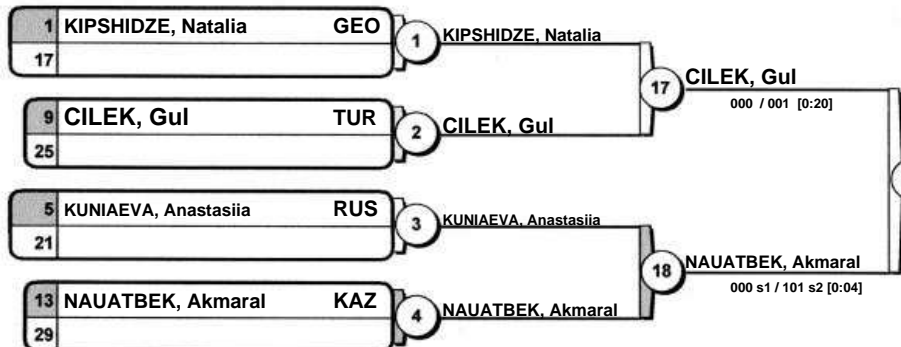 1 KIPSHIDZE, Natalia GEO
17
1 KIPSHIDZE, Natalia
17 CILEK, Gul
000 / 001 [0:20]
9 CILEK, Gul TUR
25
2 CILEK, Gul
5 KUNIAEVA, Anastasiia RUS
21
3 KUNIAEVA, Anastasiia
18 NAUATBEK, Akmaral
000 s1 / 101 s2 [0:04]
13 NAUATBEK, Akmaral KAZ
29
4 NAUATBEK, Akmaral